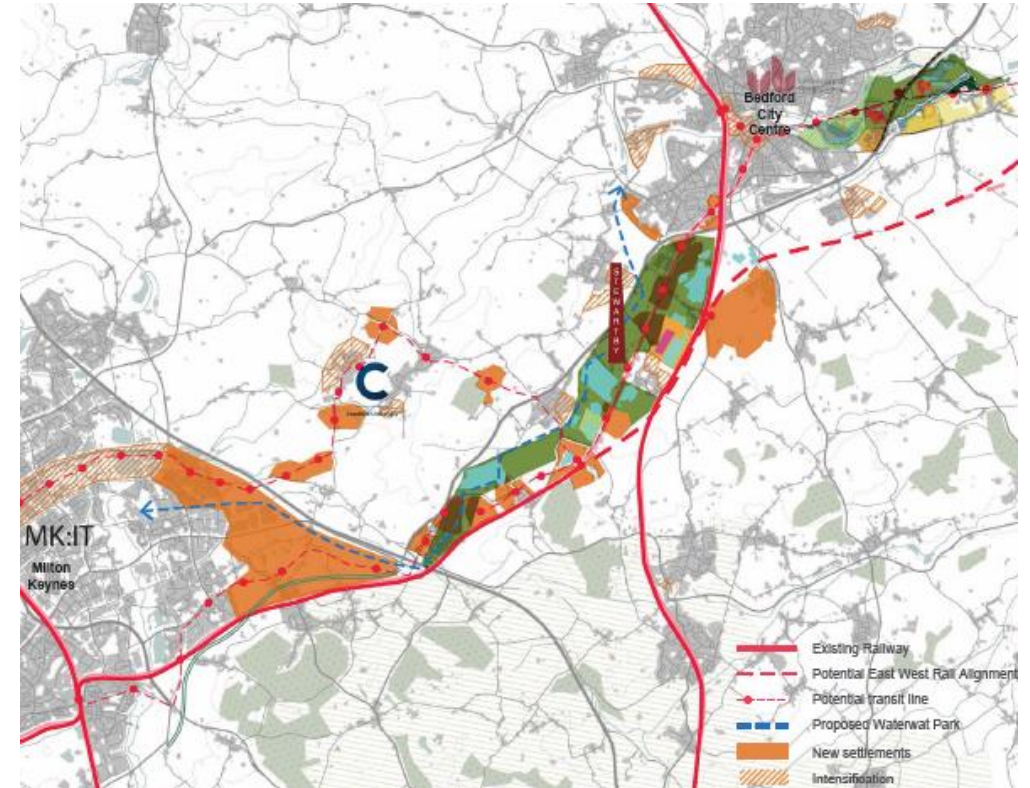 Bedford
City
Centre
STEWARTBY
C
MK:IT
Milton
Keynes
Existing Railway
Potential East West Rail Alignment
Potential transit line
Proposed Waterwat Park
New settlements
Intensification